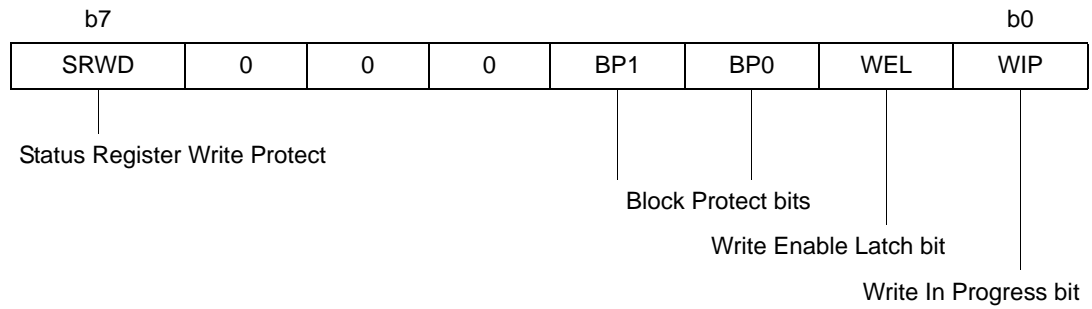 b7 b0
SRWD 0 0 0 BP1 BP0 WEL WIP
Status Register Write Protect
Block Protect bits
Write Enable Latch bit
Write In Progress bit